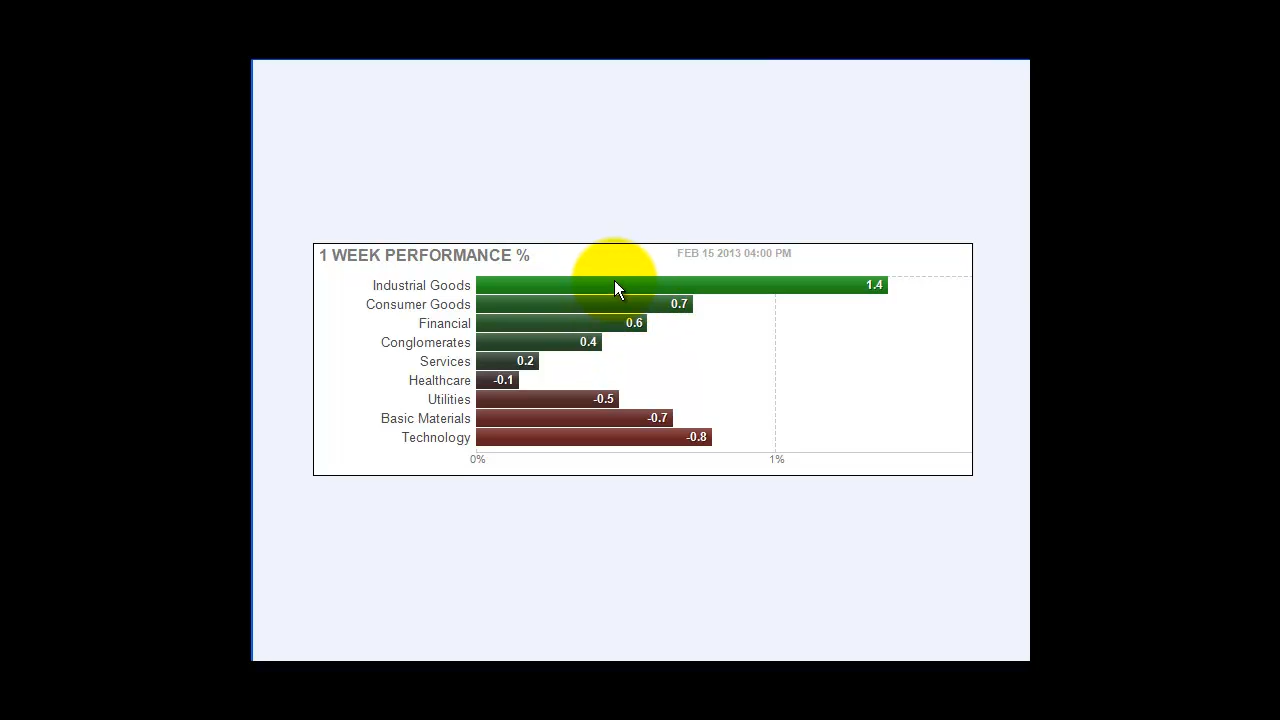 1 WEEK PERFORMANCE %
FEB 15 2013 04:00 PM
Industrial Goods 1.4
Consumer Goods 0.7
Financial 0.6
Conglomerates 0.4
Services 0.2
Healthcare -0.1
Utilities -0.5
Basic Materials -0.7
Technology -0.8
0% 1%